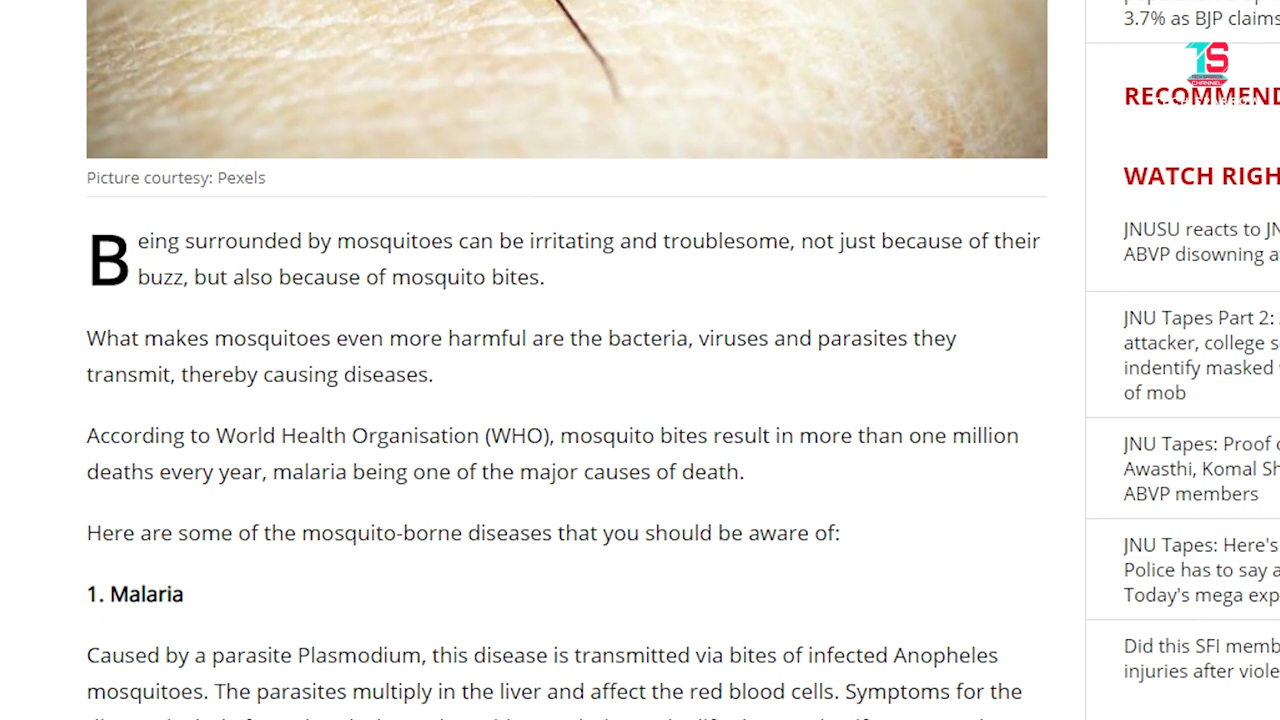 3.7% as BJP claims
TS
CHANNEL
RECOMMEND
Picture courtesy: Pexels
WATCH RIGH
Being surrounded by mosquitoes can be irritating and troublesome, not just because of their
buzz, but also because of mosquito bites.
What makes mosquitoes even more harmful are the bacteria, viruses and parasites they
transmit, thereby causing diseases.
According to World Health Organisation (WHO), mosquito bites result in more than one million
deaths every year, malaria being one of the major causes of death.
Here are some of the mosquito-borne diseases that you should be aware of:
1. Malaria
Caused by a parasite Plasmodium, this disease is transmitted via bites of infected Anopheles
mosquitoes. The parasites multiply in the liver and affect the red blood cells. Symptoms for the
JNUSU reacts to JN
ABVP disowning a
JNU Tapes Part 2:
attacker, college s
indentify masked
of mob
JNU Tapes: Proof
Awasthi, Komal Sh
ABVP members
JNU Tapes: Here's
Police has to say a
Today's mega exp
Did this SFI memb
injuries after viole